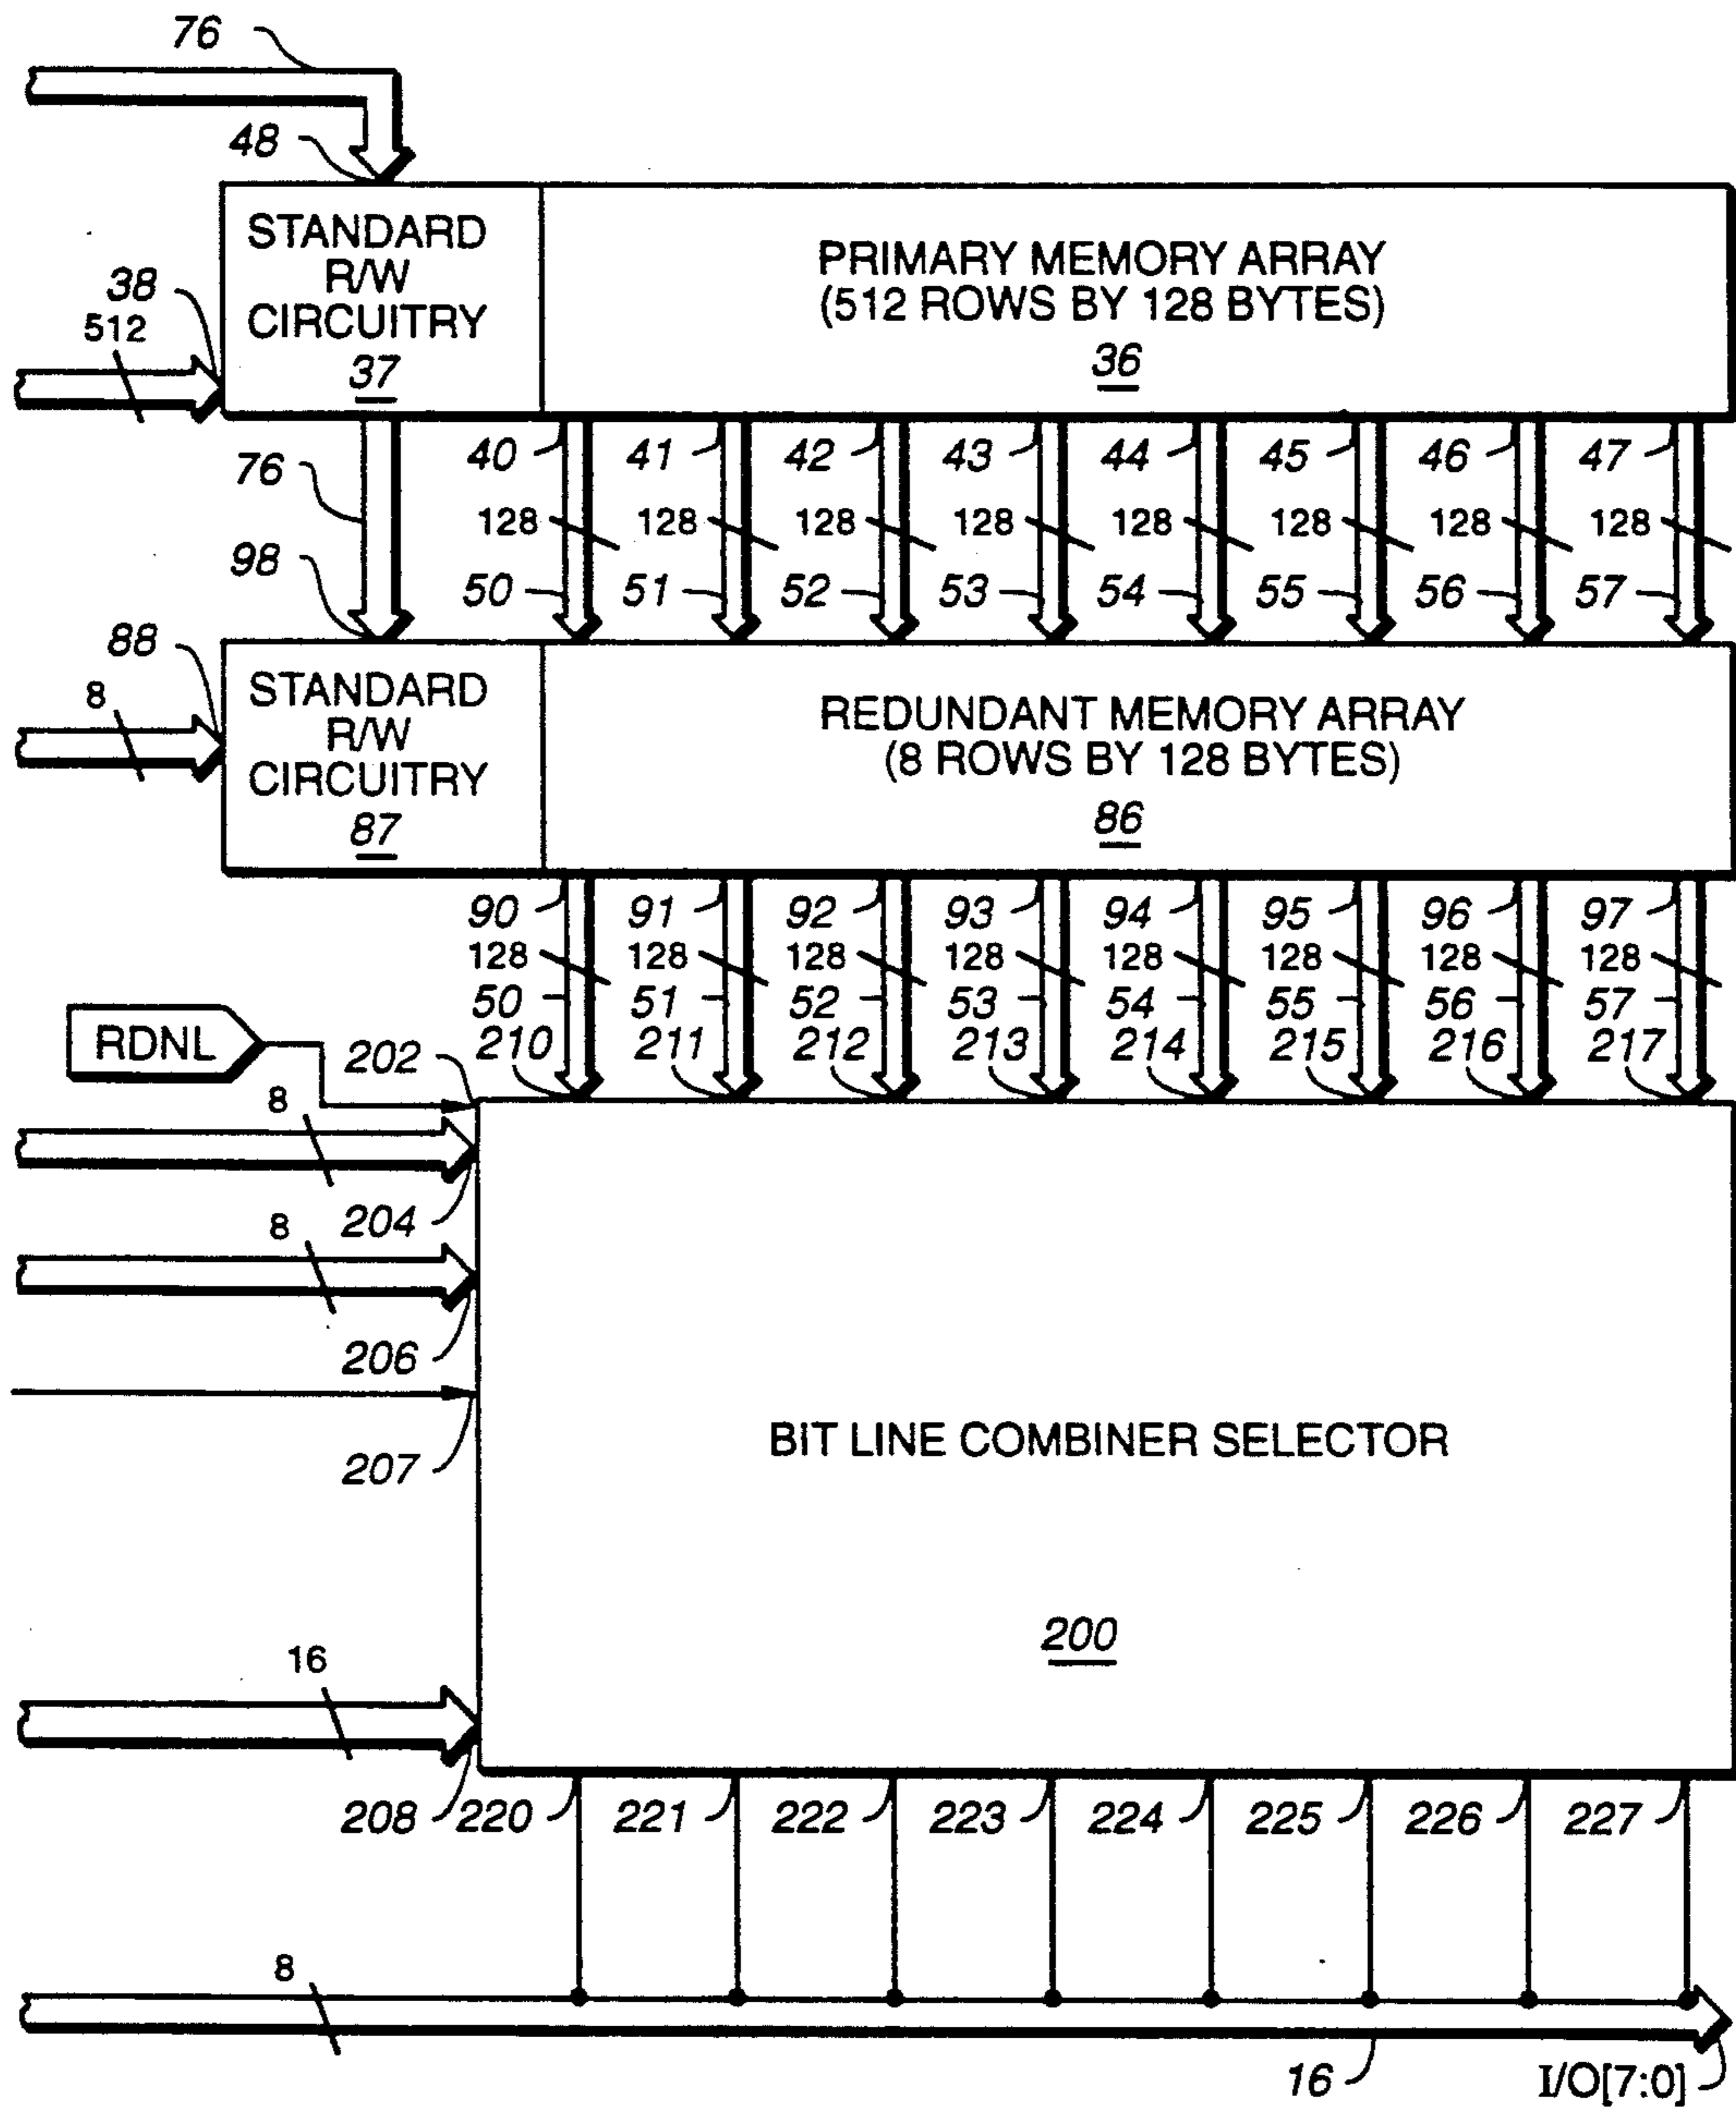 76
48
STANDARD
R/W
CIRCUITRY
37
PRIMARY MEMORY ARRAY
(512 ROWS BY 128 BYTES)
36
38
512
40 41 42 43 44 45 46 47
76
128 128 128 128 128 128 128 128
98
50 51 52 53 54 55 56 57
88
8
STANDARD
R/W
CIRCUITRY
87
REDUNDANT MEMORY ARRAY
(8 ROWS BY 128 BYTES)
86
90 91 92 93 94 95 96 97
128 128 128 128 128 128 128 128
50 51 52 53 54 55 56 57
RDNL
202
210 211 212 213 214 215 216 217
8
204
8
206
207
BIT LINE COMBINER SELECTOR
200
16
208
220 221 222 223 224 225 226 227
8
16
I/O[7:0]